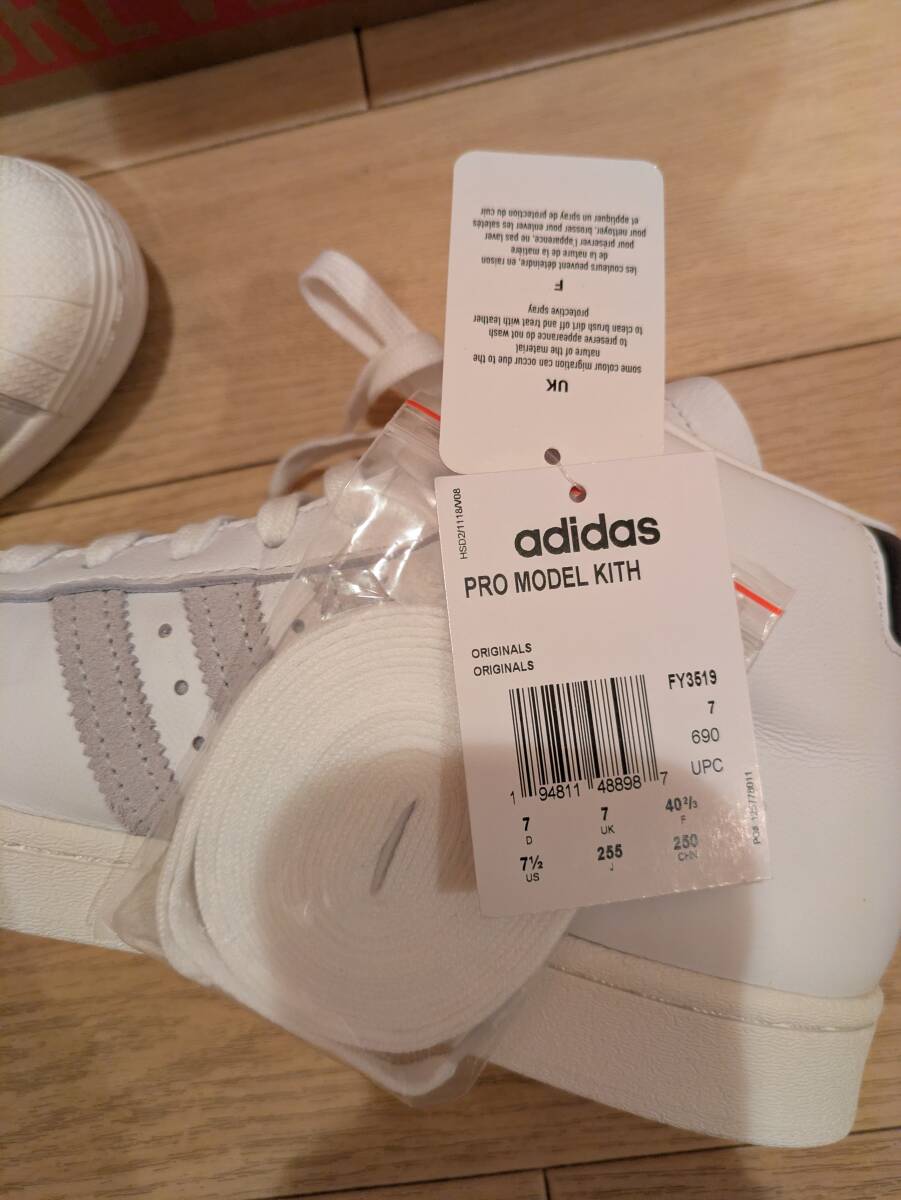 REVE
UK
some colour migration can occur due to the
nature of the material
to preserve appearance do not wash
to clean brush dirt off and treat with leather
protective spray
F
les couleurs peuvent déteindre, en raison
de la nature de la matière
pour préserver l'apparence, ne pas laver
pour nettoyer, brosser pour enlever les saletés
et appliquer un spray de protection du cuir
HSD2/1118/V08
adidas
PRO MODEL KITH
ORIGINALS
ORIGINALS
FY3519
7
690
UPC
1 94811 48898 7
7 D
7 UK
40 2/3 F
7½ US
255 J
250 CHN
PO# 125778011